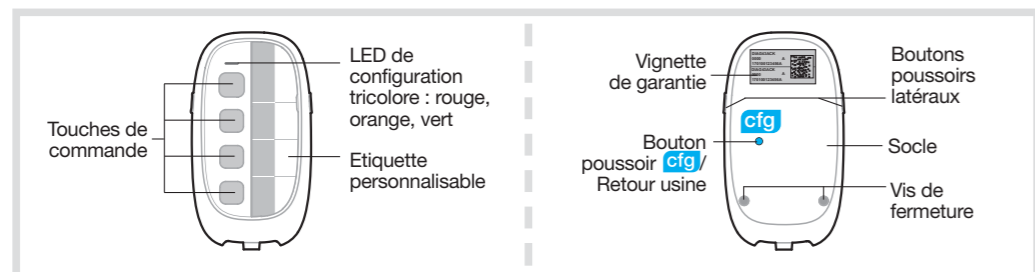 LED de
configuration
tricolore : rouge,
orange, vert
Touches de
commande
Etiquette
personnalisable
Vignette
de garantie
Boutons
poussoirs
latéraux
cfg
Bouton
poussoir cfg/
Retour usine
Socle
Vis de
fermeture